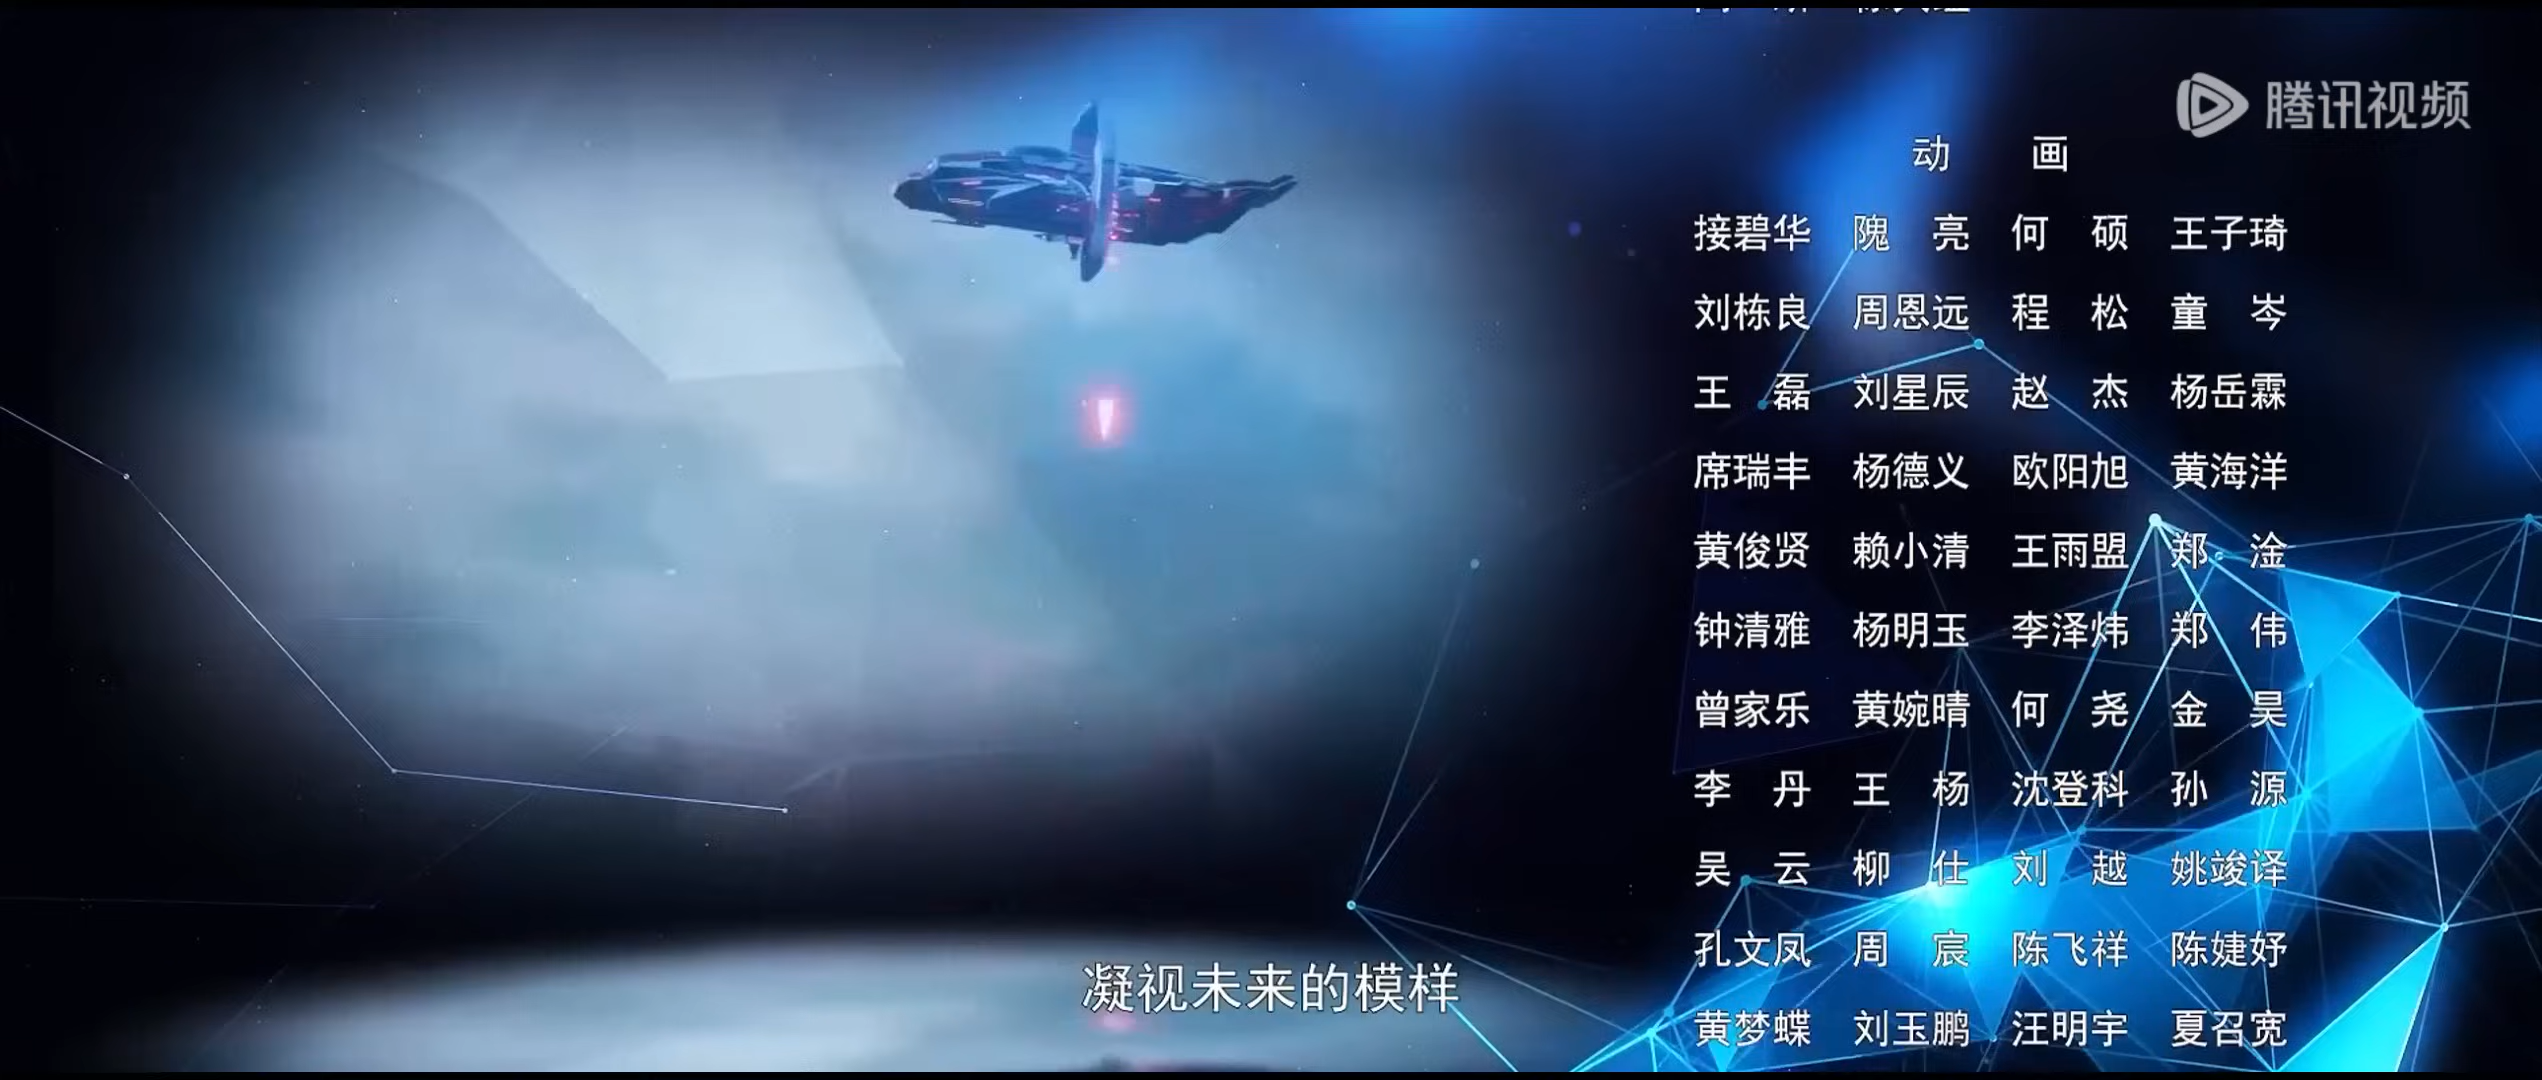 腾讯视频
动 画
接碧华 隗 亮 何 硕 王子琦
刘栋良 周恩远 程 松 童 岑
王 磊 刘星辰 赵 杰 杨岳霖
席瑞丰 杨德义 欧阳旭 黄海洋
黄俊贤 赖小清 王雨盟 郑 淦
钟清雅 杨明玉 李泽炜 郑 伟
曾家乐 黄婉晴 何 尧 金 昊
李 丹 王 杨 沈登科 孙 源
吴 云 柳 仕 刘 越 姚竣译
孔文凤 周 宸 陈飞祥 陈婕妤
黄梦蝶 刘玉鹏 汪明宇 夏召宽
凝视未来的模样